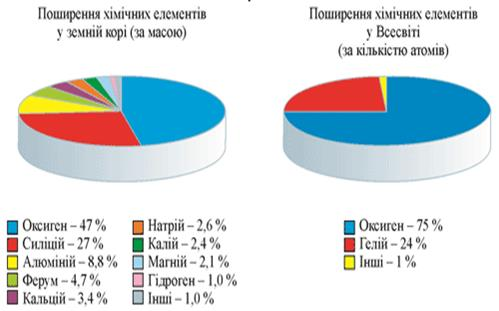 Поширення хімічних елементів
у земній корі (за масою)
Оксиген – 47 %
Силіцій – 27 %
Алюміній – 8,8 %
Ферум – 4,7 %
Кальцій – 3,4 %
Натрій – 2,6 %
Калій – 2,4 %
Магній – 2,1 %
Гідроген – 1,0 %
Інші – 1,0 %
Поширення хімічних елементів
у Всесвіті
(за кількістю атомів)
Оксиген – 75 %
Гелій – 24 %
Інші – 1 %